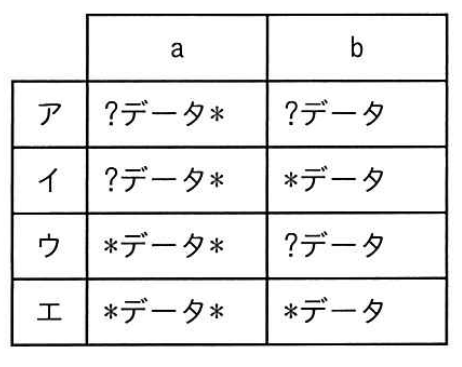 a b
ア ?データ* ?データ
イ ?データ* *データ
ウ *データ* ?データ
エ *データ* *データ